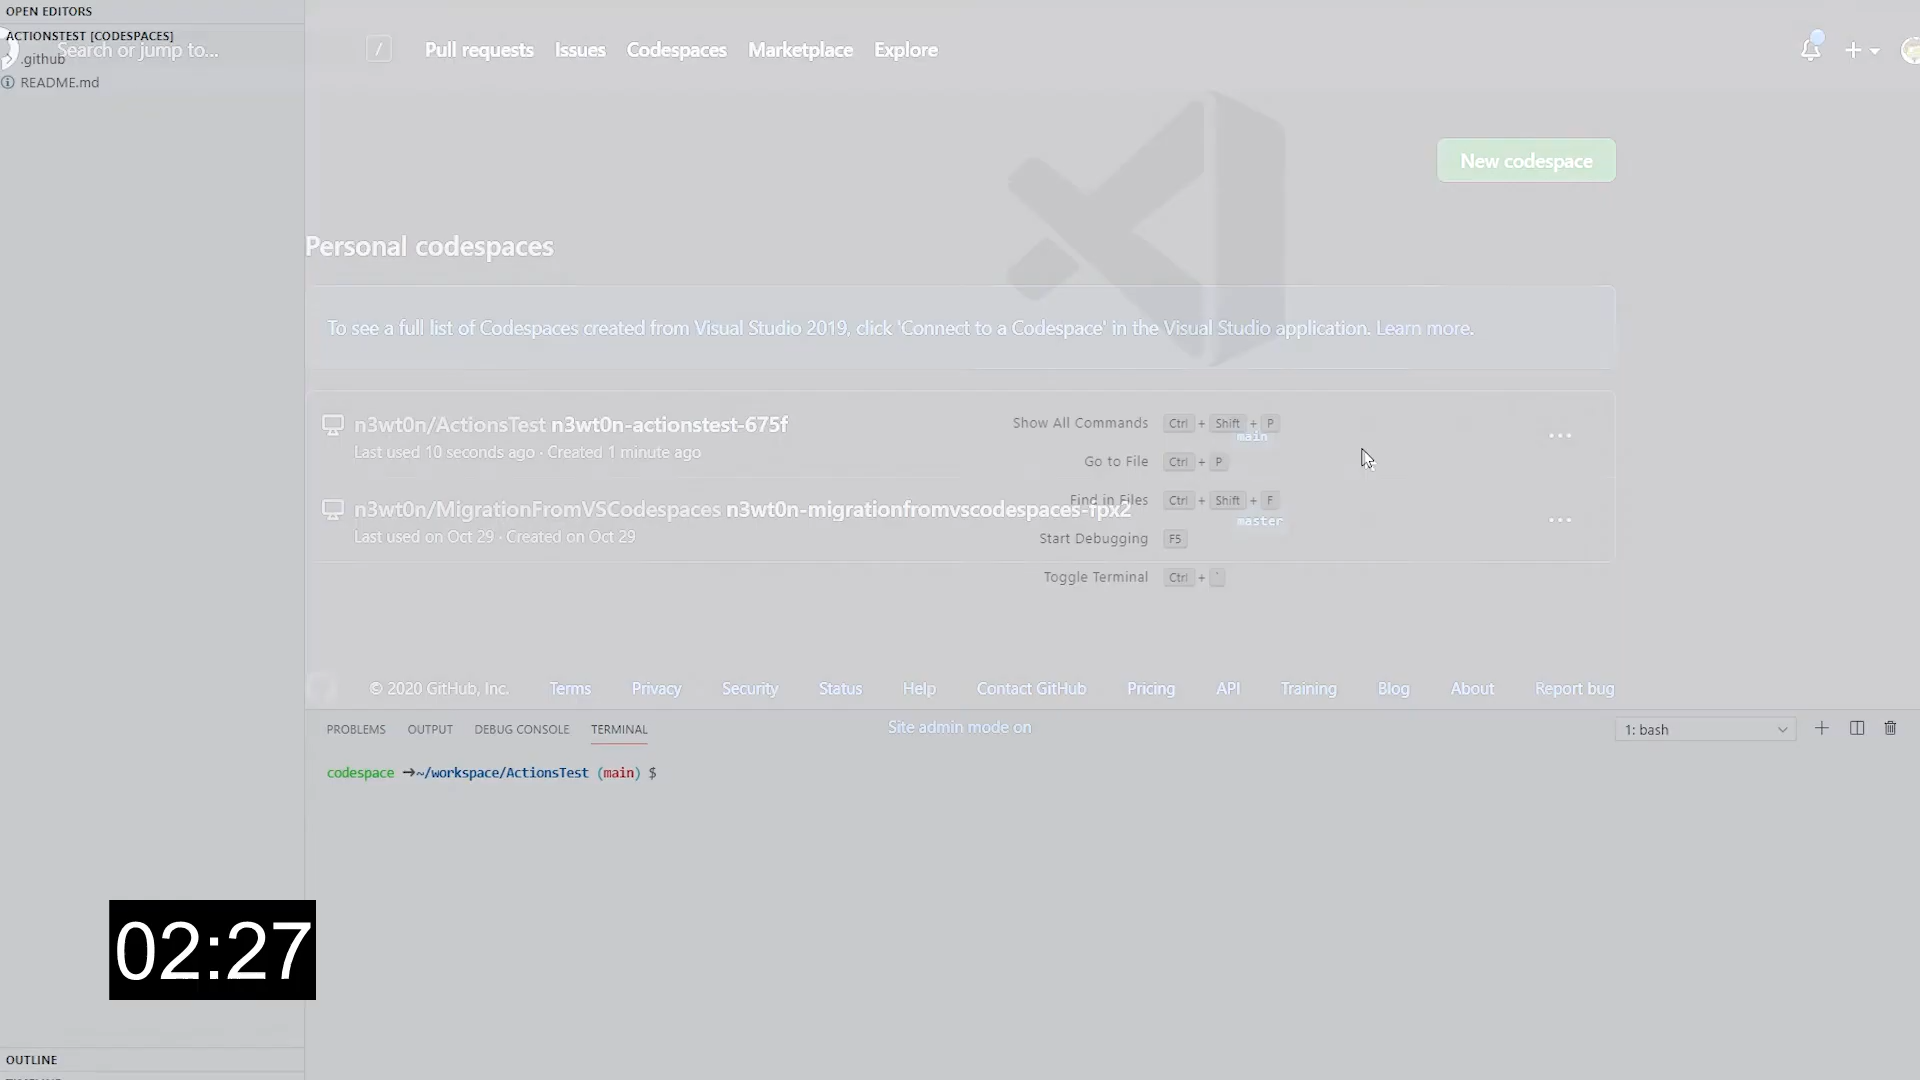 OPEN EDITORS
ACTIONSTEST [CODESPACES]
Search or jump to...
/
Pull requests Issues Codespaces Marketplace Explore
.github
README.md
New codespace
Personal codespaces
To see a full list of Codespaces created from Visual Studio 2019, click 'Connect to a Codespace' in the Visual Studio application. Learn more.
n3wt0n/ActionsTest n3wt0n-actionstest-675f
Last used 10 seconds ago · Created 1 minute ago
main
n3wt0n/MigrationFromVSCodespaces n3wt0n-migrationfromvscodespaces-fpx2
Last used on Oct 29 · Created on Oct 29
master
Show All Commands Ctrl + Shift + P
Go to File Ctrl + P
Find in Files Ctrl + Shift + F
Start Debugging F5
Toggle Terminal Ctrl + `
© 2020 GitHub, Inc. Terms Privacy Security Status Help Contact GitHub Pricing API Training Blog About Report bug
Site admin mode on
PROBLEMS OUTPUT DEBUG CONSOLE TERMINAL 1: bash
codespace ➜~/workspace/ActionsTest (main) $
02:27
OUTLINE